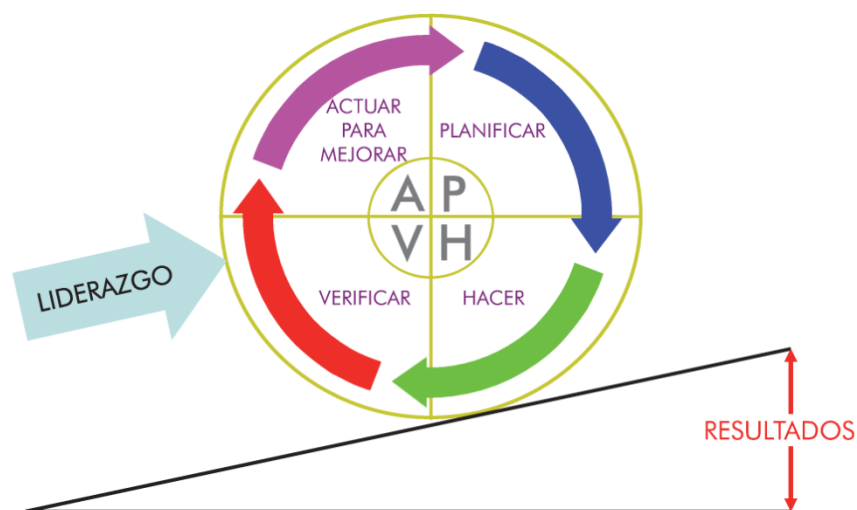 ACTUAR
PARA
MEJORAR
PLANIFICAR
A P
V H
LIDERAZGO
VERIFICAR
HACER
RESULTADOS